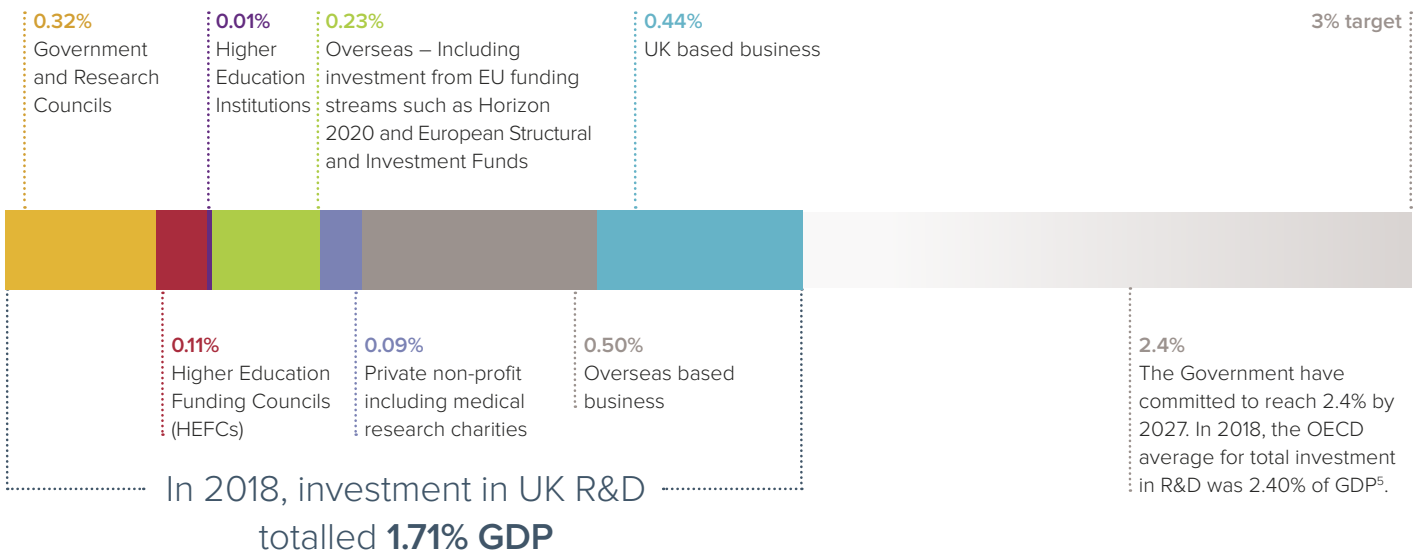 0.32%
Government
and Research
Councils
0.01%
Higher
Education
Institutions
0.23%
Overseas – Including
investment from EU funding
streams such as Horizon
2020 and European Structural
and Investment Funds
0.44%
UK based business
3% target
0.11%
Higher Education
Funding Councils
(HEFCs)
0.09%
Private non-profit
including medical
research charities
0.50%
Overseas based
business
2.4%
The Government have
committed to reach 2.4% by
2027. In 2018, the OECD
average for total investment
in R&D was 2.40% of GDP⁵.
In 2018, investment in UK R&D
totalled 1.71% GDP